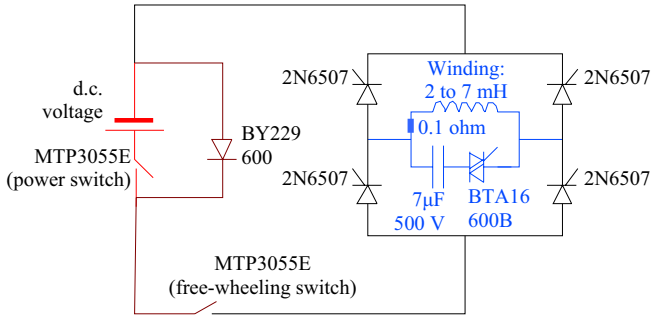 d.c.
voltage
MTP3055E
(power switch)
BY229
600
2N6507
Winding:
2 to 7 mH
2N6507
0.1 ohm
2N6507
7μF
500 V
BTA16
600B
2N6507
MTP3055E
(free-wheeling switch)